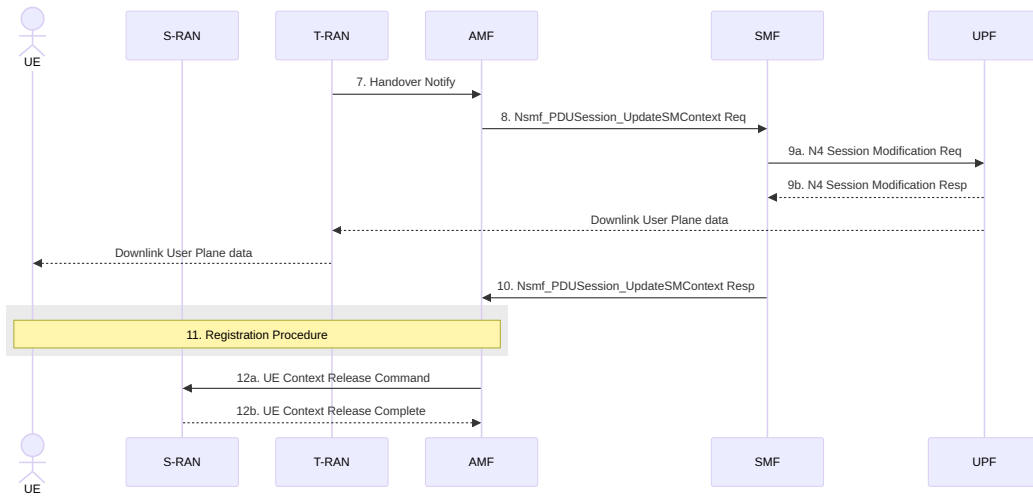 UE
S-RAN
T-RAN
AMF
SMF
UPF
7. Handover Notify
8. Nsmf_PDUSession_UpdateSMContext Req
9a. N4 Session Modification Req
9b. N4 Session Modification Resp
Downlink User Plane data
Downlink User Plane data
10. Nsmf_PDUSession_UpdateSMContext Resp
11. Registration Procedure
12a. UE Context Release Command
12b. UE Context Release Complete
UE
S-RAN
T-RAN
AMF
SMF
UPF